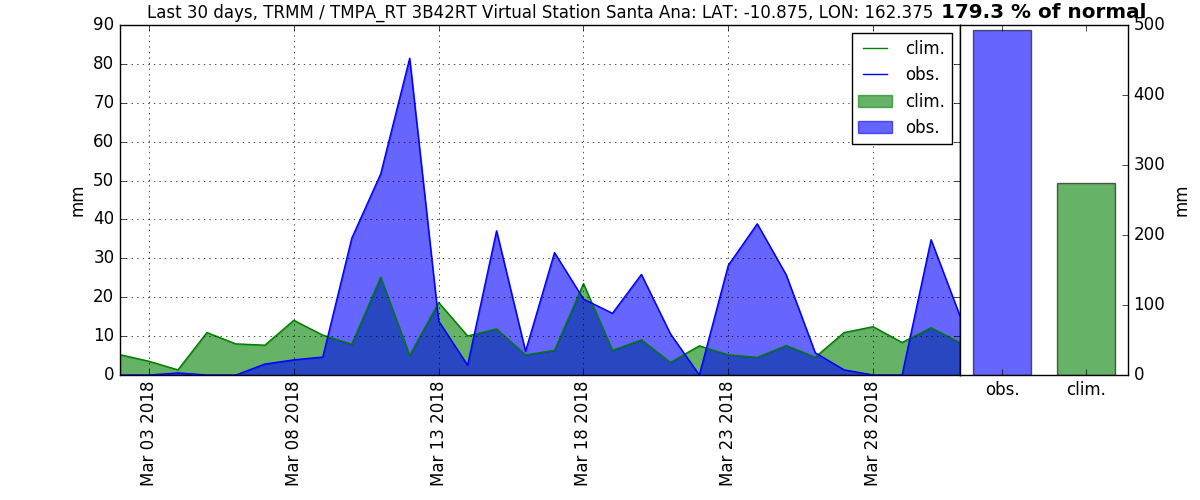 Last 30 days, TRMM / TMPA_RT 3B42RT Virtual Station Santa Ana: LAT: -10.875, LON: 162.375 179.3 % of normal
90
80
70
60
50
40
30
20
10
0
mm
clim.
obs.
clim.
obs.
Mar 03 2018
Mar 08 2018
Mar 13 2018
Mar 18 2018
Mar 23 2018
Mar 28 2018
500
400
300
200
100
0
mm
obs. clim.